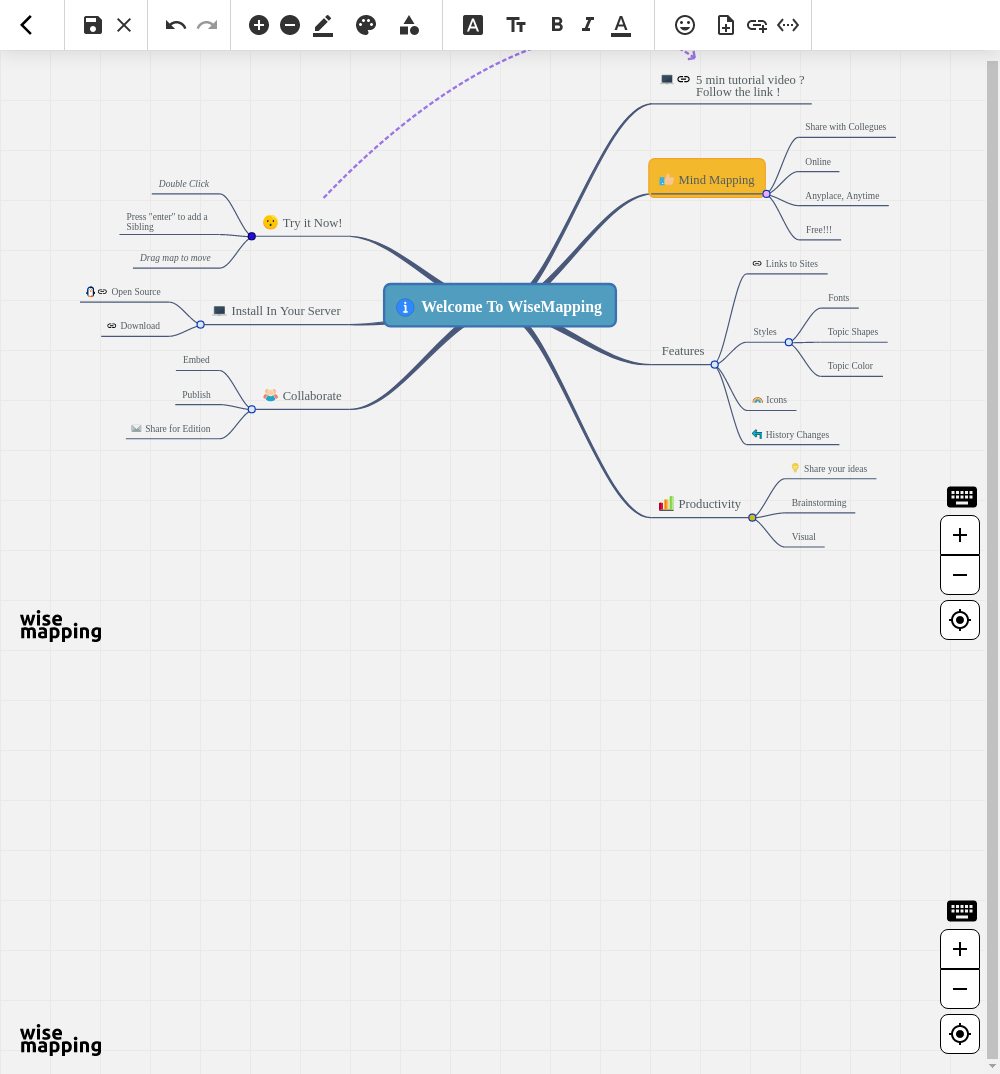 5 min tutorial video ?
Follow the link !
Share with Collegues
Mind Mapping
Online
Anyplace, Anytime
Free!!!
Double Click
Press "enter" to add a
Sibling
Try it Now!
Drag map to move
Open Source
Install In Your Server
Download
Welcome To WiseMapping
Links to Sites
Fonts
Styles
Topic Shapes
Features
Topic Color
Icons
History Changes
Embed
Publish
Collaborate
Share for Edition
Share your ideas
Productivity
Brainstorming
Visual
wise
mapping
wise
mapping